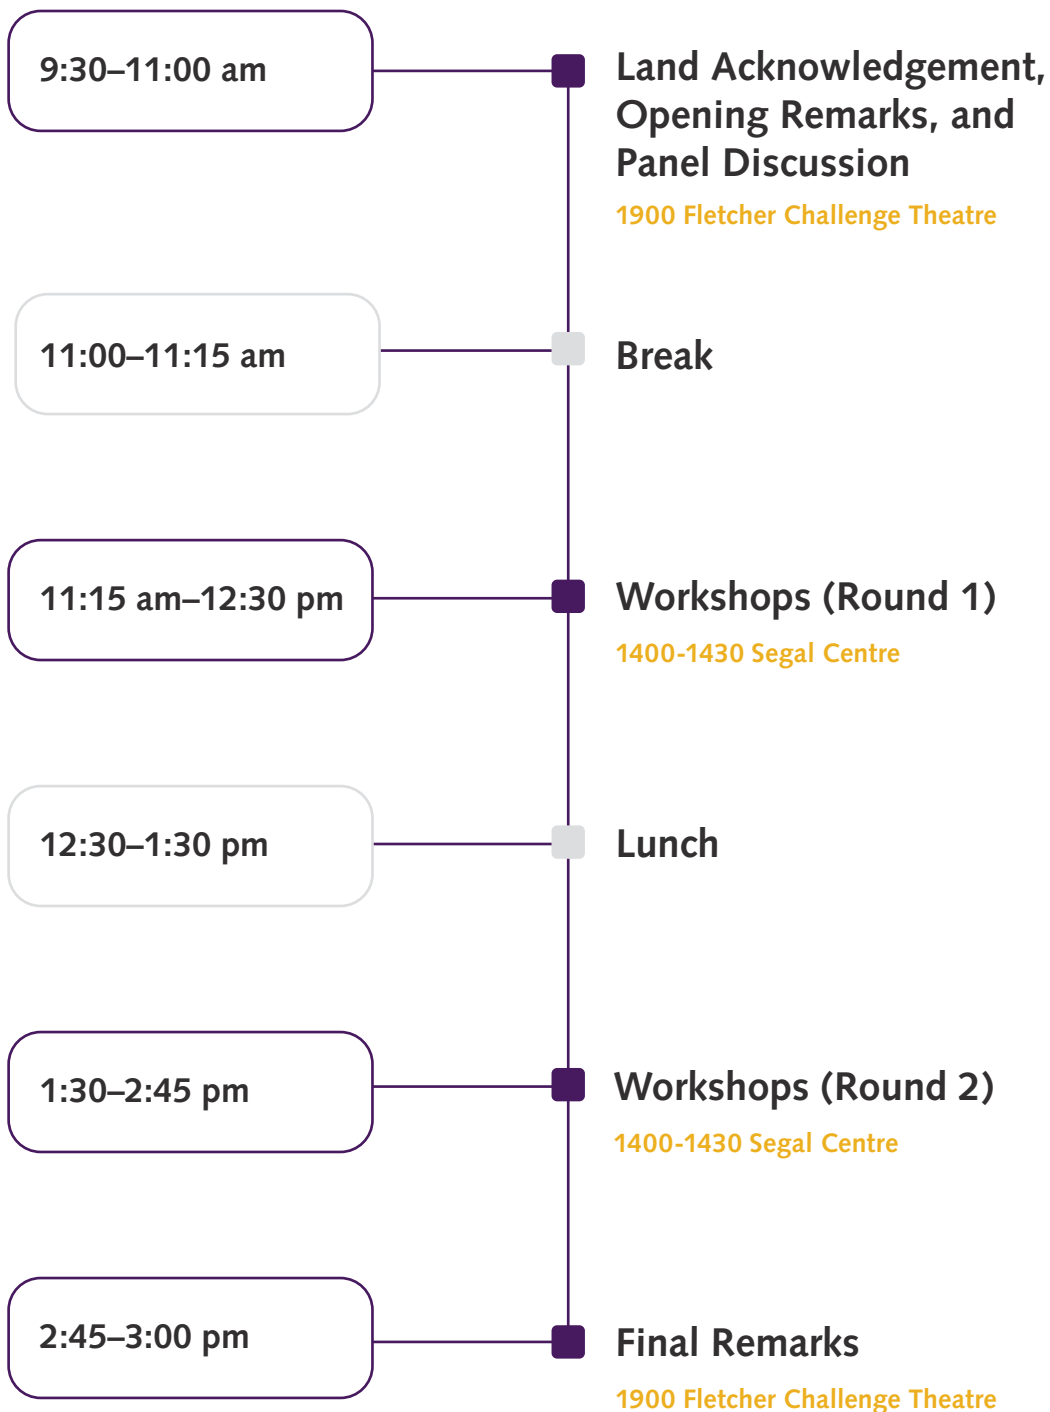 9:30–11:00 am
Land Acknowledgement,
Opening Remarks, and
Panel Discussion
1900 Fletcher Challenge Theatre
11:00–11:15 am
Break
11:15 am–12:30 pm
Workshops (Round 1)
1400-1430 Segal Centre
12:30–1:30 pm
Lunch
1:30–2:45 pm
Workshops (Round 2)
1400-1430 Segal Centre
2:45–3:00 pm
Final Remarks
1900 Fletcher Challenge Theatre